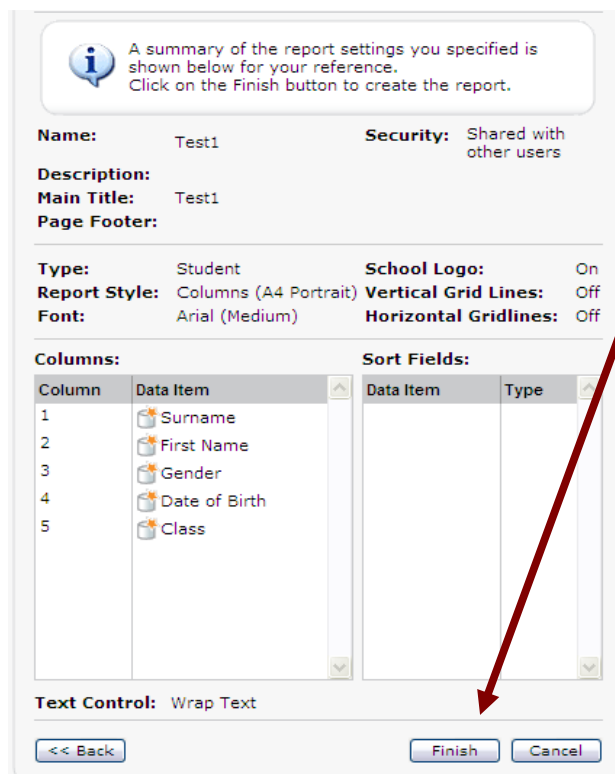 A summary of the report settings you specified is
shown below for your reference.
Click on the Finish button to create the report.
Name: Test1 Security: Shared with
other users
Description:
Main Title: Test1
Page Footer:
Type: Student School Logo: On
Report Style: Columns (A4 Portrait) Vertical Grid Lines: Off
Font: Arial (Medium) Horizontal Gridlines: Off
Columns: Sort Fields:
Column Data Item Data Item Type
1 Surname
2 First Name
3 Gender
4 Date of Birth
5 Class
Text Control: Wrap Text
<< Back Finish Cancel